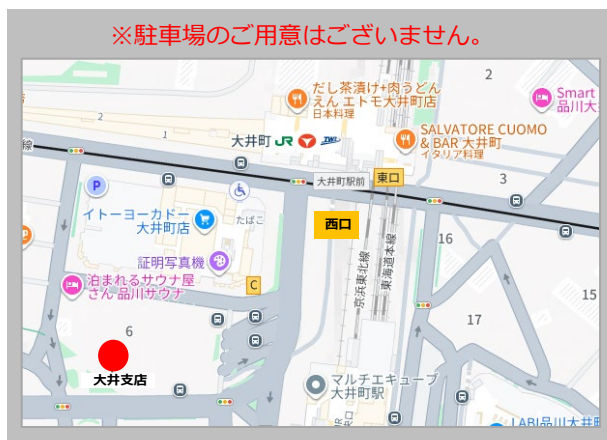 ※駐車場のご用意はございません。
2
だし茶漬け+肉うどん
えん エトモ大井町店
日本料理
Smart
品川大
2
1
大井町 JR TWR
SALVATORE CUOMO
& BAR 大井町
イタリア料理
線
大井町駅前
東口
3
P
イトーヨーカドー
大井町店
たばこ
西口
16
証明写真機
京浜東北線
東海道本線
泊まれるサウナ屋
さん 品川サウナ
C
15
6
17
大井支店
マルチエキューブ
大井町駅
LABI品川大井町